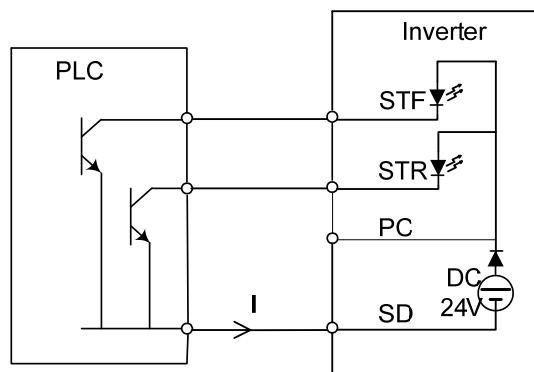 Inverter
PLC
STF
STR
PC
DC
24V
I
SD